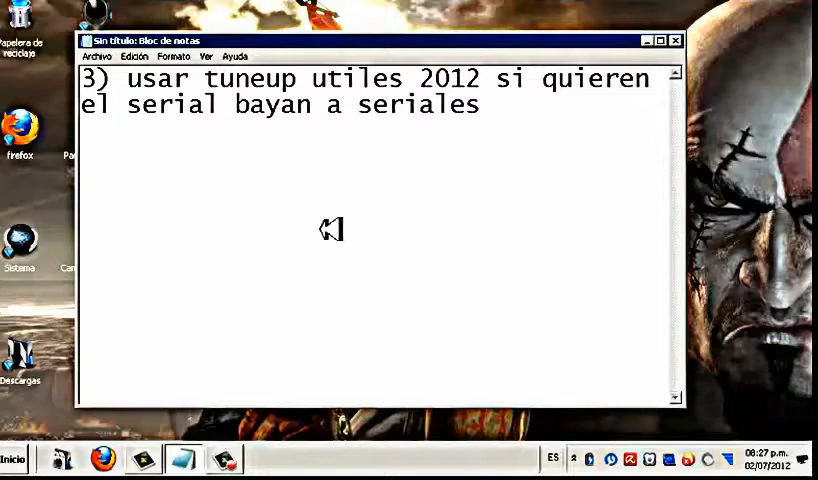 Papelera de
reciclaje
Sin título: Bloc de notas
Archivo Edición Formato Ver Ayuda
3) usar tuneup utiles 2012 si quieren
el serial bayan a seriales
firefox
Sistema
Descargas
Inicio
ES
08:27 p.m.
02/07/2012